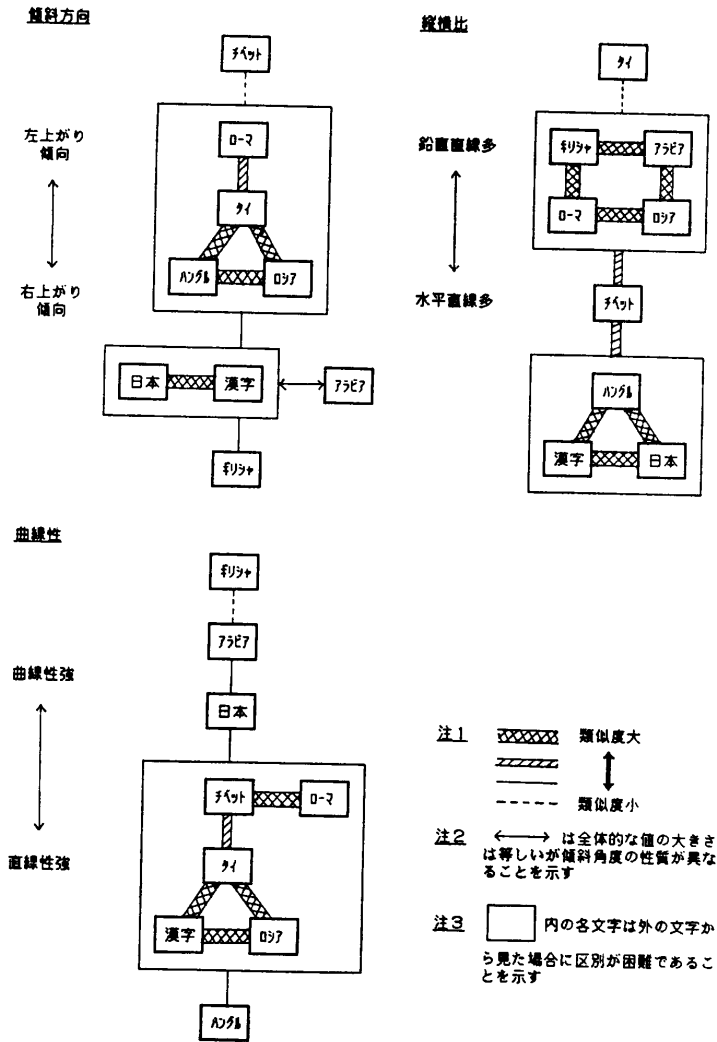 傾斜方向
チベット
左上がり
傾向
右上がり
傾向
ローマ
タイ
ハングル
ロシア
日本
漢字
アラビア
ギリシャ
縦横比
タイ
鉛直直線多
水平直線多
ギリシャ
アラビア
ローマ
ロシア
チベット
ハングル
漢字
日本
曲線性
ギリシャ
アラビア
日本
曲線性強
直線性強
チベット
ローマ
タイ
漢字
ロシア
ハングル
注1 類似度大
類似度小
注2 ←→ は全体的な値の大きさ
は等しいが傾斜角度の性質が異な
ることを示す
注3 内の各文字は外の文字か
ら見た場合に区別が困難であるこ
とを示す